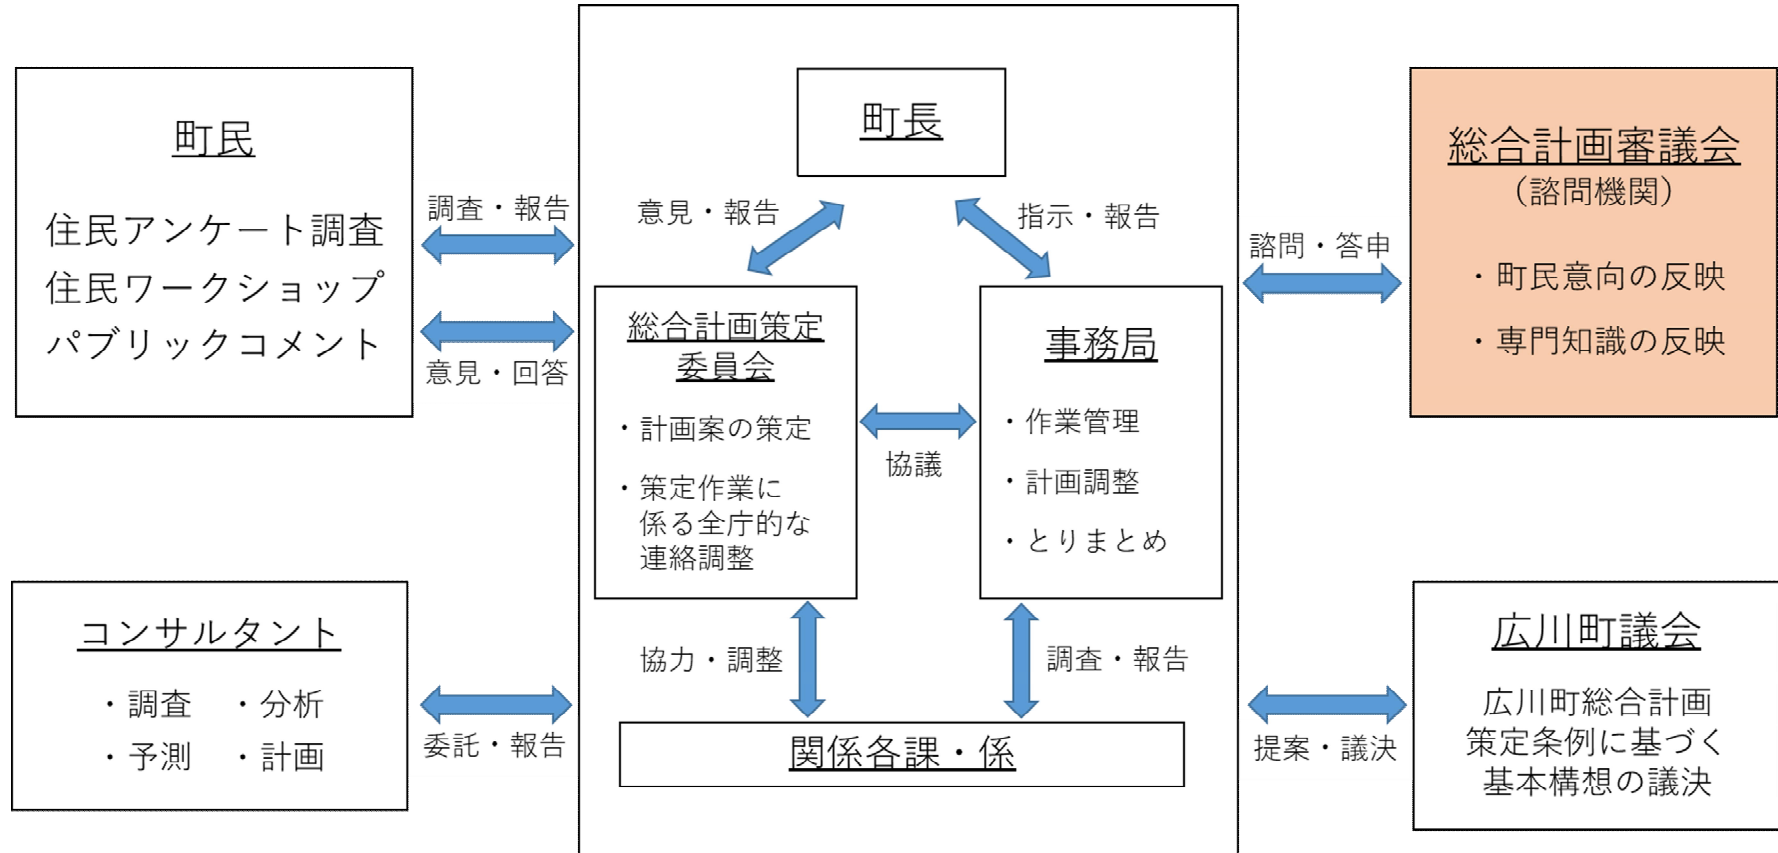 町民
住民アンケート調査
住民ワークショップ
パブリックコメント
調査・報告
意見・回答
コンサルタント
・調査 ・分析
・予測 ・計画
委託・報告
町長
意見・報告
指示・報告
総合計画策定
委員会
・計画案の策定
・策定作業に
係る全庁的な
連絡調整
協議
事務局
・作業管理
・計画調整
・とりまとめ
協力・調整
調査・報告
関係各課・係
諮問・答申
総合計画審議会
（諮問機関）
・町民意向の反映
・専門知識の反映
提案・議決
広川町議会
広川町総合計画
策定条例に基づく
基本構想の議決